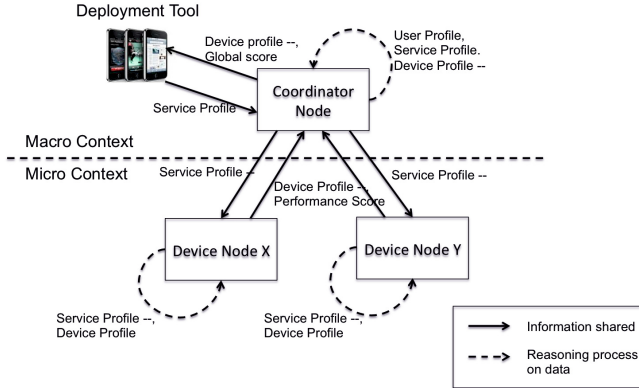 Deployment Tool
Device profile --,
Global score
User Profile,
Service Profile.
Device Profile --
Coordinator
Node
Service Profile
Macro Context
Micro Context
Service Profile --
Device Profile --,
Performance Score
Service Profile --
Device Node X
Device Node Y
Service Profile --,
Device Profile
Service Profile --,
Device Profile
Information shared
Reasoning process
on data